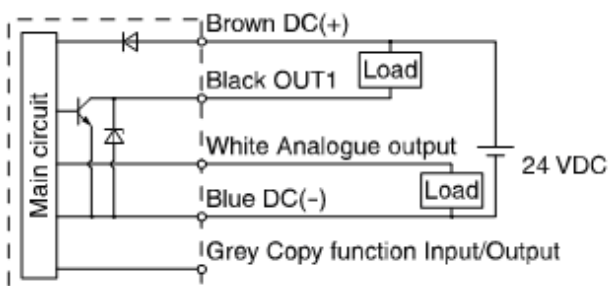 Brown DC(+)
Load
Black OUT1
Main circuit
White Analogue output
24 VDC
Load
Blue DC(-)
Grey Copy function Input/Output